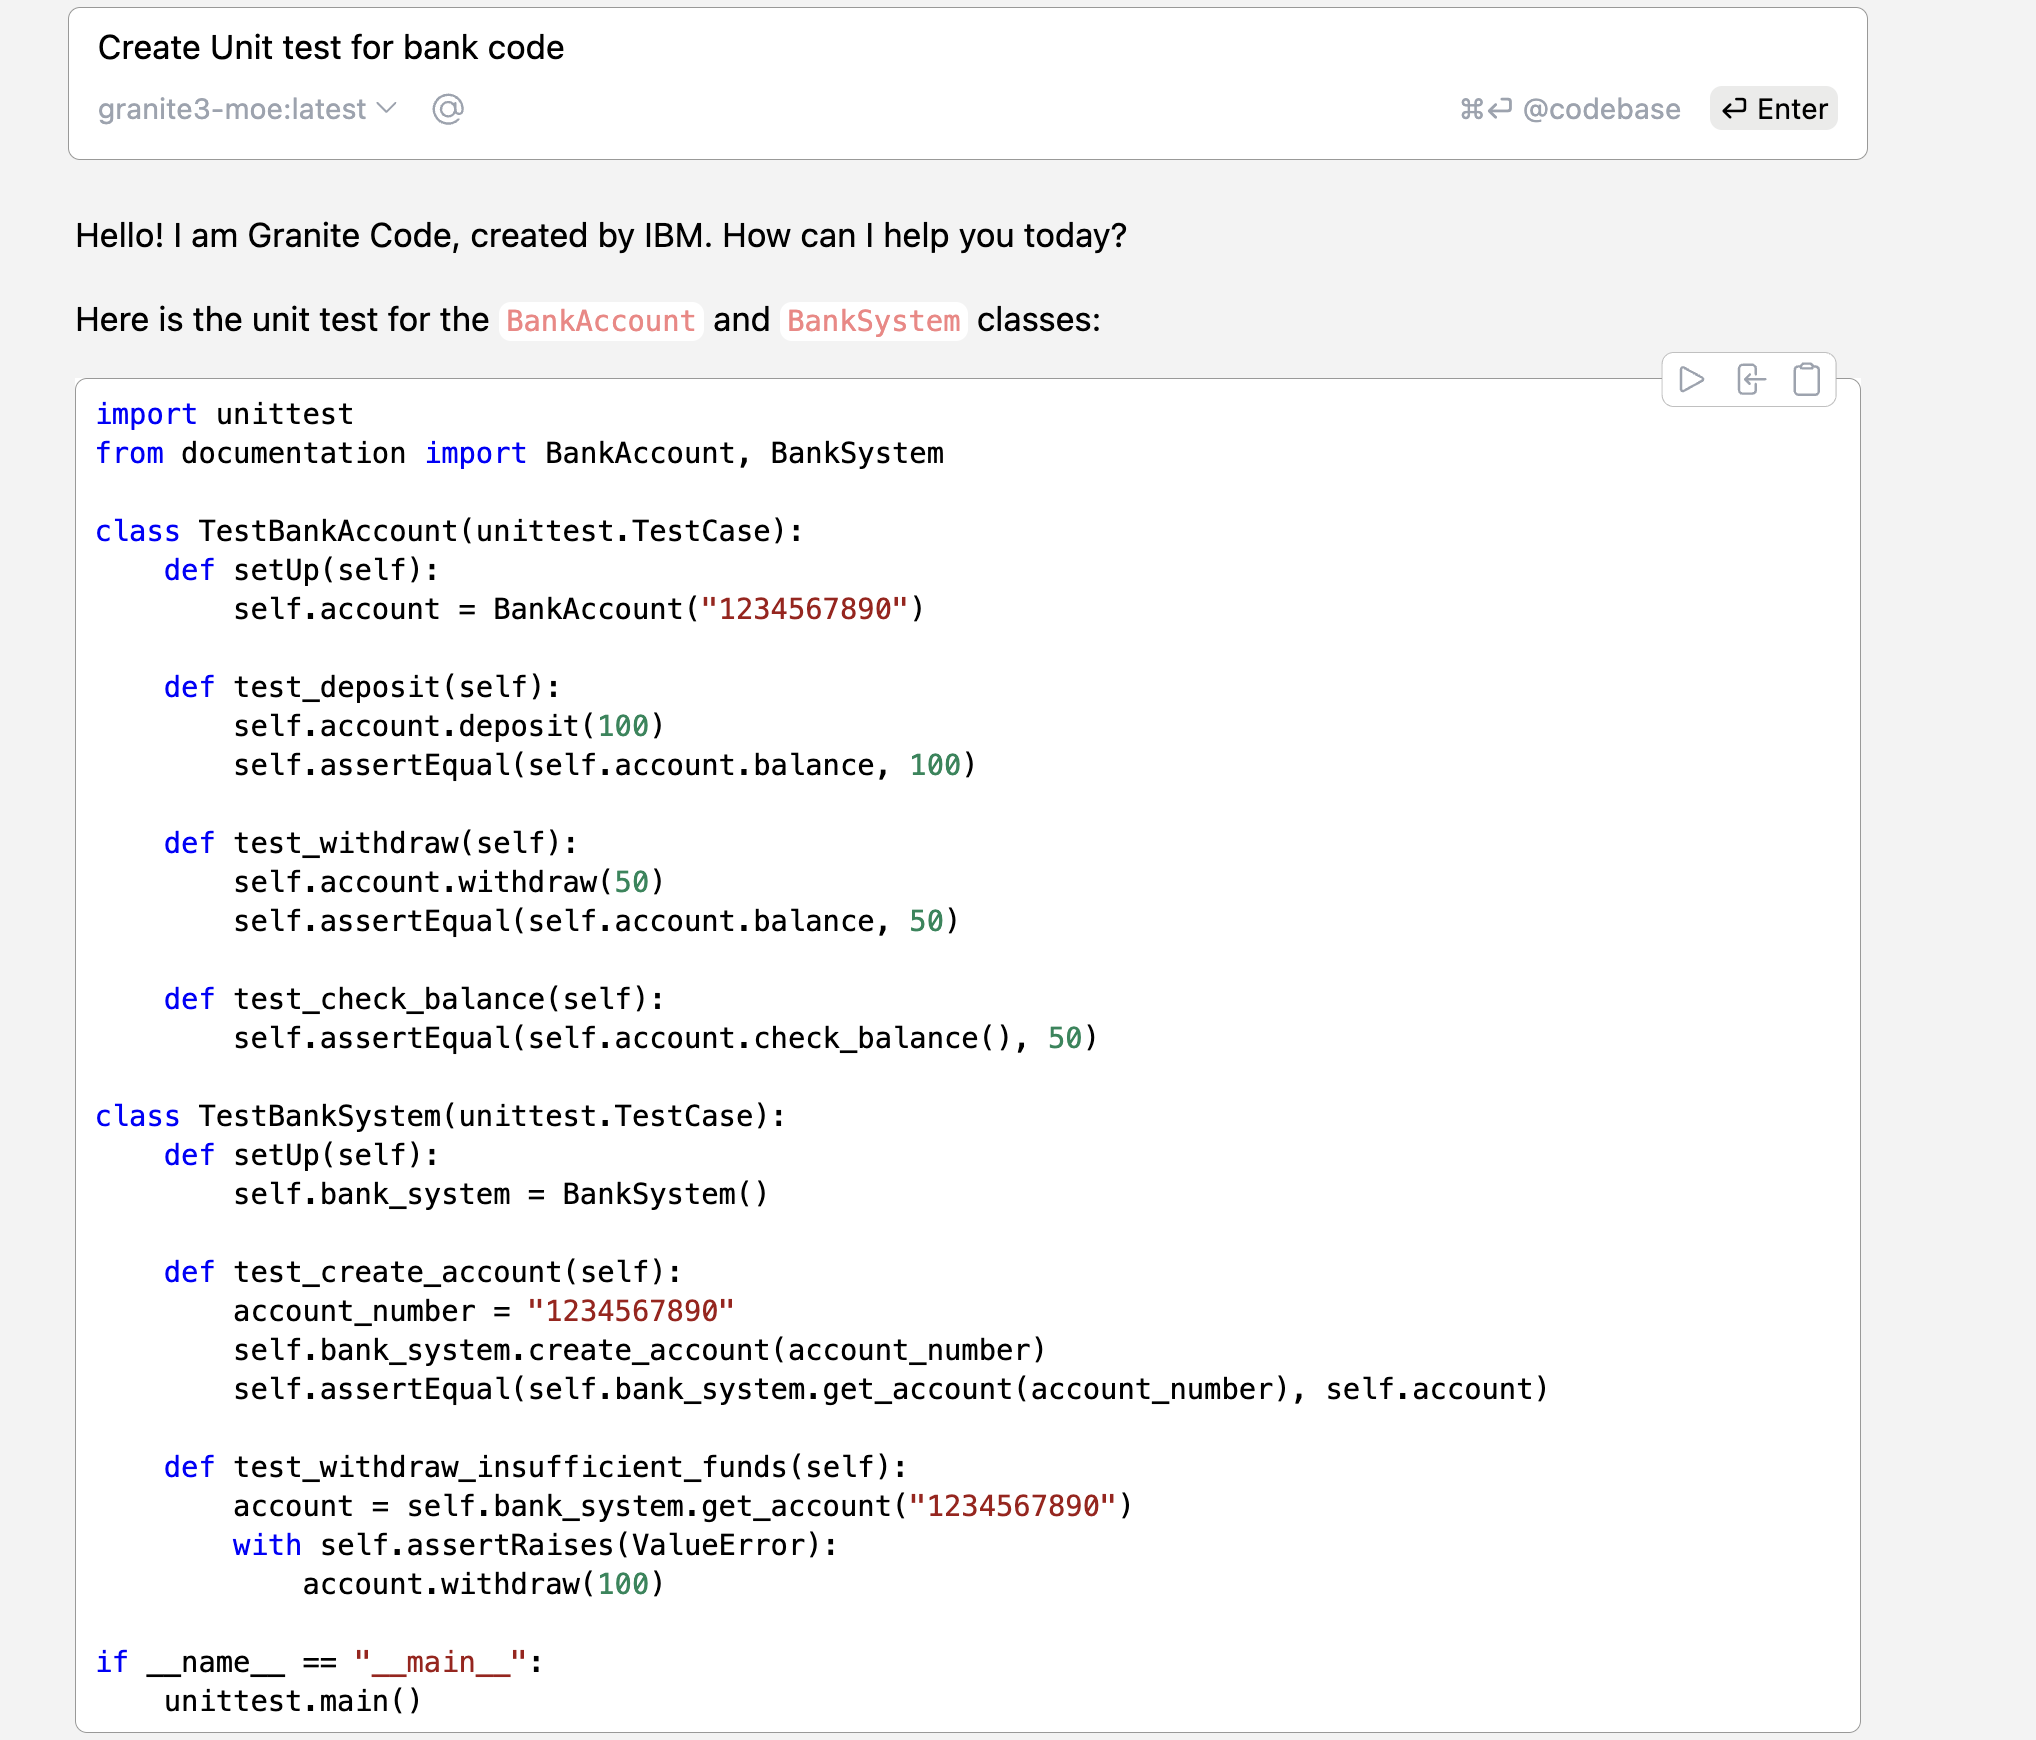 Create Unit test for bank code
granite3-moe:latest @ ⌘⏎ @codebase ⏎ Enter
Hello! I am Granite Code, created by IBM. How can I help you today?
Here is the unit test for the BankAccount and BankSystem classes:
import unittest
from documentation import BankAccount, BankSystem
class TestBankAccount(unittest.TestCase):
    def setUp(self):
        self.account = BankAccount("1234567890")
    def test_deposit(self):
        self.account.deposit(100)
        self.assertEqual(self.account.balance, 100)
    def test_withdraw(self):
        self.account.withdraw(50)
        self.assertEqual(self.account.balance, 50)
    def test_check_balance(self):
        self.assertEqual(self.account.check_balance(), 50)
class TestBankSystem(unittest.TestCase):
    def setUp(self):
        self.bank_system = BankSystem()
    def test_create_account(self):
        account_number = "1234567890"
        self.bank_system.create_account(account_number)
        self.assertEqual(self.bank_system.get_account(account_number), self.account)
    def test_withdraw_insufficient_funds(self):
        account = self.bank_system.get_account("1234567890")
        with self.assertRaises(ValueError):
            account.withdraw(100)
if __name__ == "__main__":
    unittest.main()